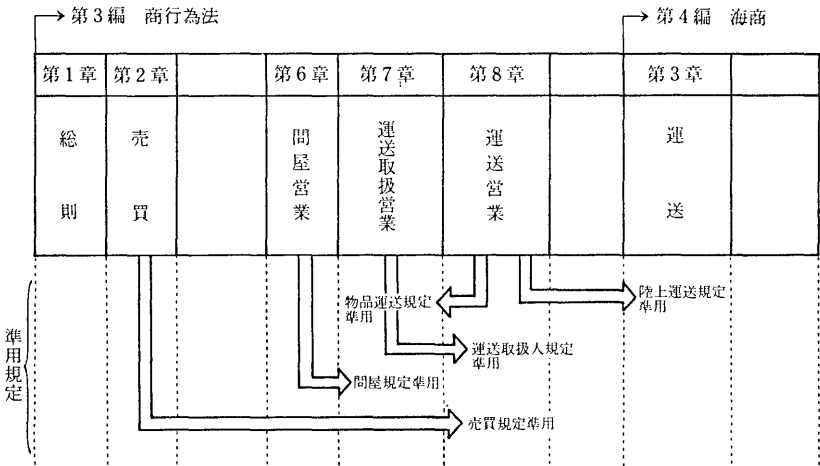 第3編 商行為法
第4編 海商
第1章
第2章
第6章
第7章
第8章
第3章
総則
売買
問屋営業
運送取扱営業
運送営業
運送
準用規定
物品運送規定
準用
陸上運送規定
準用
運送取扱人規定
準用
問屋規定準用
売買規定準用